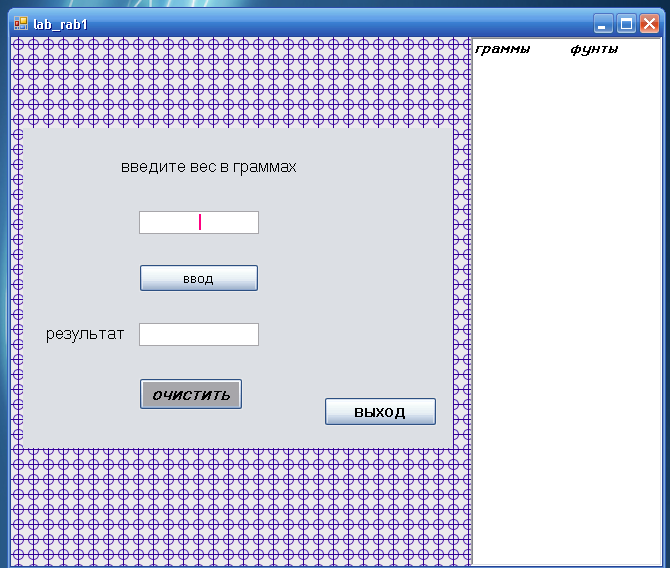 lab_rab1
граммы фунты
введите вес в граммах
ввод
результат
очистить
выход